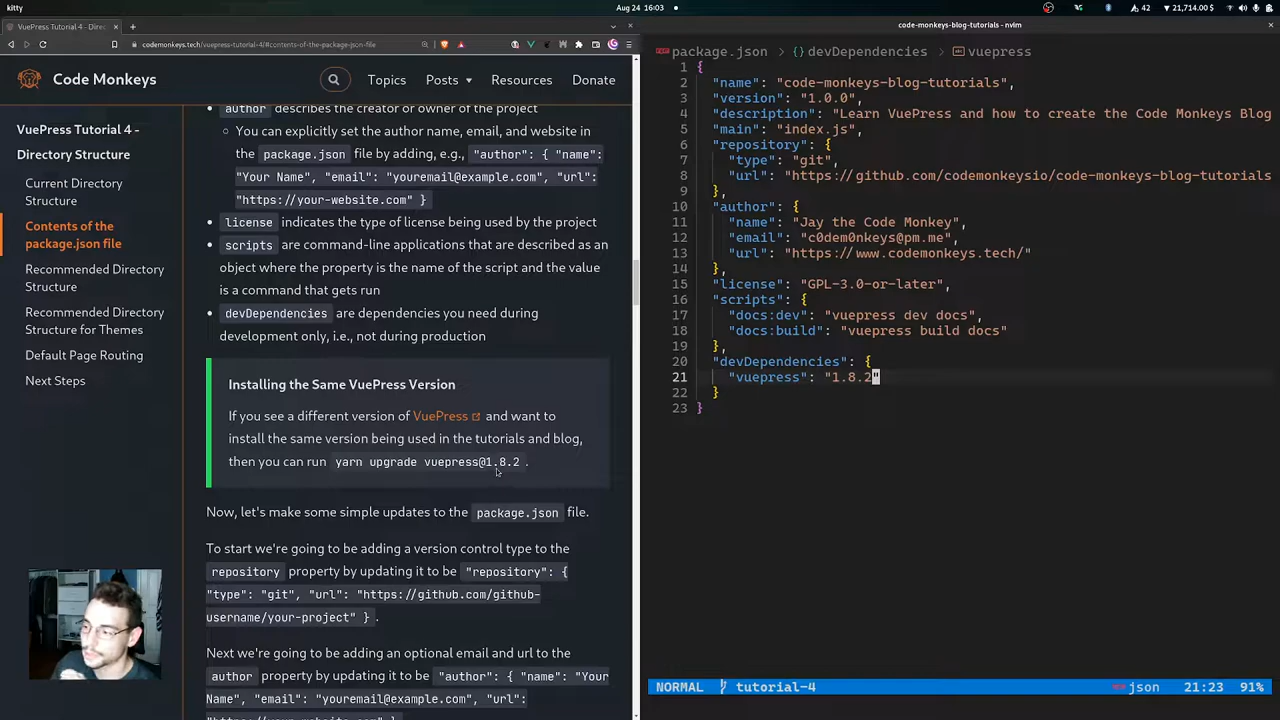 kitty
Aug 24 16:03
42
21,714.00 $
VuePress Tutorial 4 - Direc
codemonkeys.tech/vuepress-tutorial-4/#contents-of-the-package-json-file
Code Monkeys
Topics
Posts
Resources
Donate
VuePress Tutorial 4 -
Directory Structure
Current Directory
Structure
Contents of the
package.json file
Recommended Directory
Structure
Recommended Directory
Structure for Themes
Default Page Routing
Next Steps
author describes the creator or owner of the project
You can explicitly set the author name, email, and website in
the package.json file by adding, e.g., "author": { "name":
"Your Name", "email": "youremail@example.com", "url":
"https://your-website.com" }
license indicates the type of license being used by the project
scripts are command-line applications that are described as an
object where the property is the name of the script and the value
is a command that gets run
devDependencies are dependencies you need during
development only, i.e., not during production
Installing the Same VuePress Version
If you see a different version of VuePress and want to
install the same version being used in the tutorials and blog,
then you can run yarn upgrade vuepress@1.8.2 .
Now, let's make some simple updates to the package.json file.
To start we're going to be adding a version control type to the
repository property by updating it to be "repository": {
"type": "git", "url": "https://github.com/github-
username/your-project" } .
Next we're going to be adding an optional email and url to the
author property by updating it to be "author": { "name": "Your
Name", "email": "youremail@example.com", "url":
code-monkeys-blog-tutorials - nvim
package.json > {} devDependencies > vuepress
1 {
2 "name": "code-monkeys-blog-tutorials",
3 "version": "1.0.0",
4 "description": "Learn VuePress and how to create the Code Monkeys Blog
5 "main": "index.js",
6 "repository": {
7 "type": "git",
8 "url": "https://github.com/codemonkeysio/code-monkeys-blog-tutorials
9 },
10 "author": {
11 "name": "Jay the Code Monkey",
12 "email": "c0dem0nkeys@pm.me",
13 "url": "https://www.codemonkeys.tech/"
14 },
15 "license": "GPL-3.0-or-later",
16 "scripts": {
17 "docs:dev": "vuepress dev docs",
18 "docs:build": "vuepress build docs"
19 },
20 "devDependencies": {
21 "vuepress": "1.8.2"
22 }
23 }
NORMAL tutorial-4
json 21:23 91%